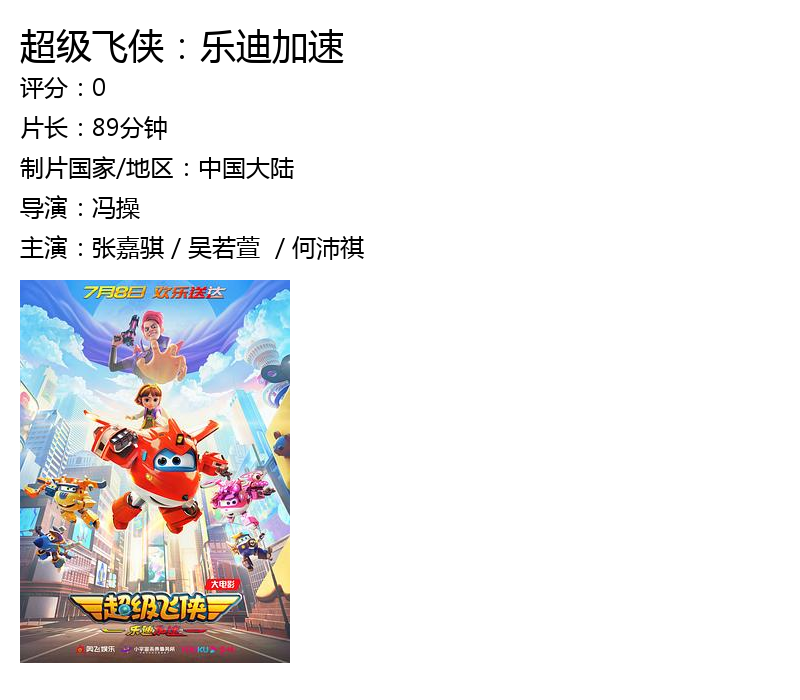 超级飞侠：乐迪加速
评分：0
片长：89分钟
制片国家/地区：中国大陆
导演：冯操
主演：张嘉骐 / 吴若萱 / 何沛祺
7月8日 欢乐送达
大电影
超级飞侠
乐迪加速
奥飞娱乐